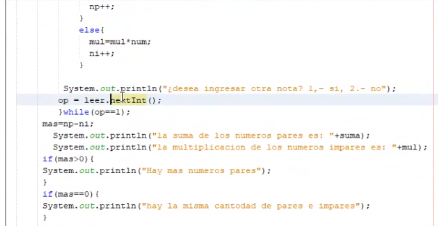 np++;
}
else{
mul=mul*num;
ni++;
}
System.out.println("¿desea ingresar otra nota? 1,- si, 2.- no");
op = leer.nextInt();
}while(op==1);
mas=np-ni;
System.out.println("la suma de los numeros pares es: "+suma);
System.out.println("la multiplicacion de los numeros impares es: "+mul);
if(mas>0){
System.out.println("Hay mas numeros pares");
}
if(mas==0){
System.out.println("hay la misma cantodad de pares e impares");
}